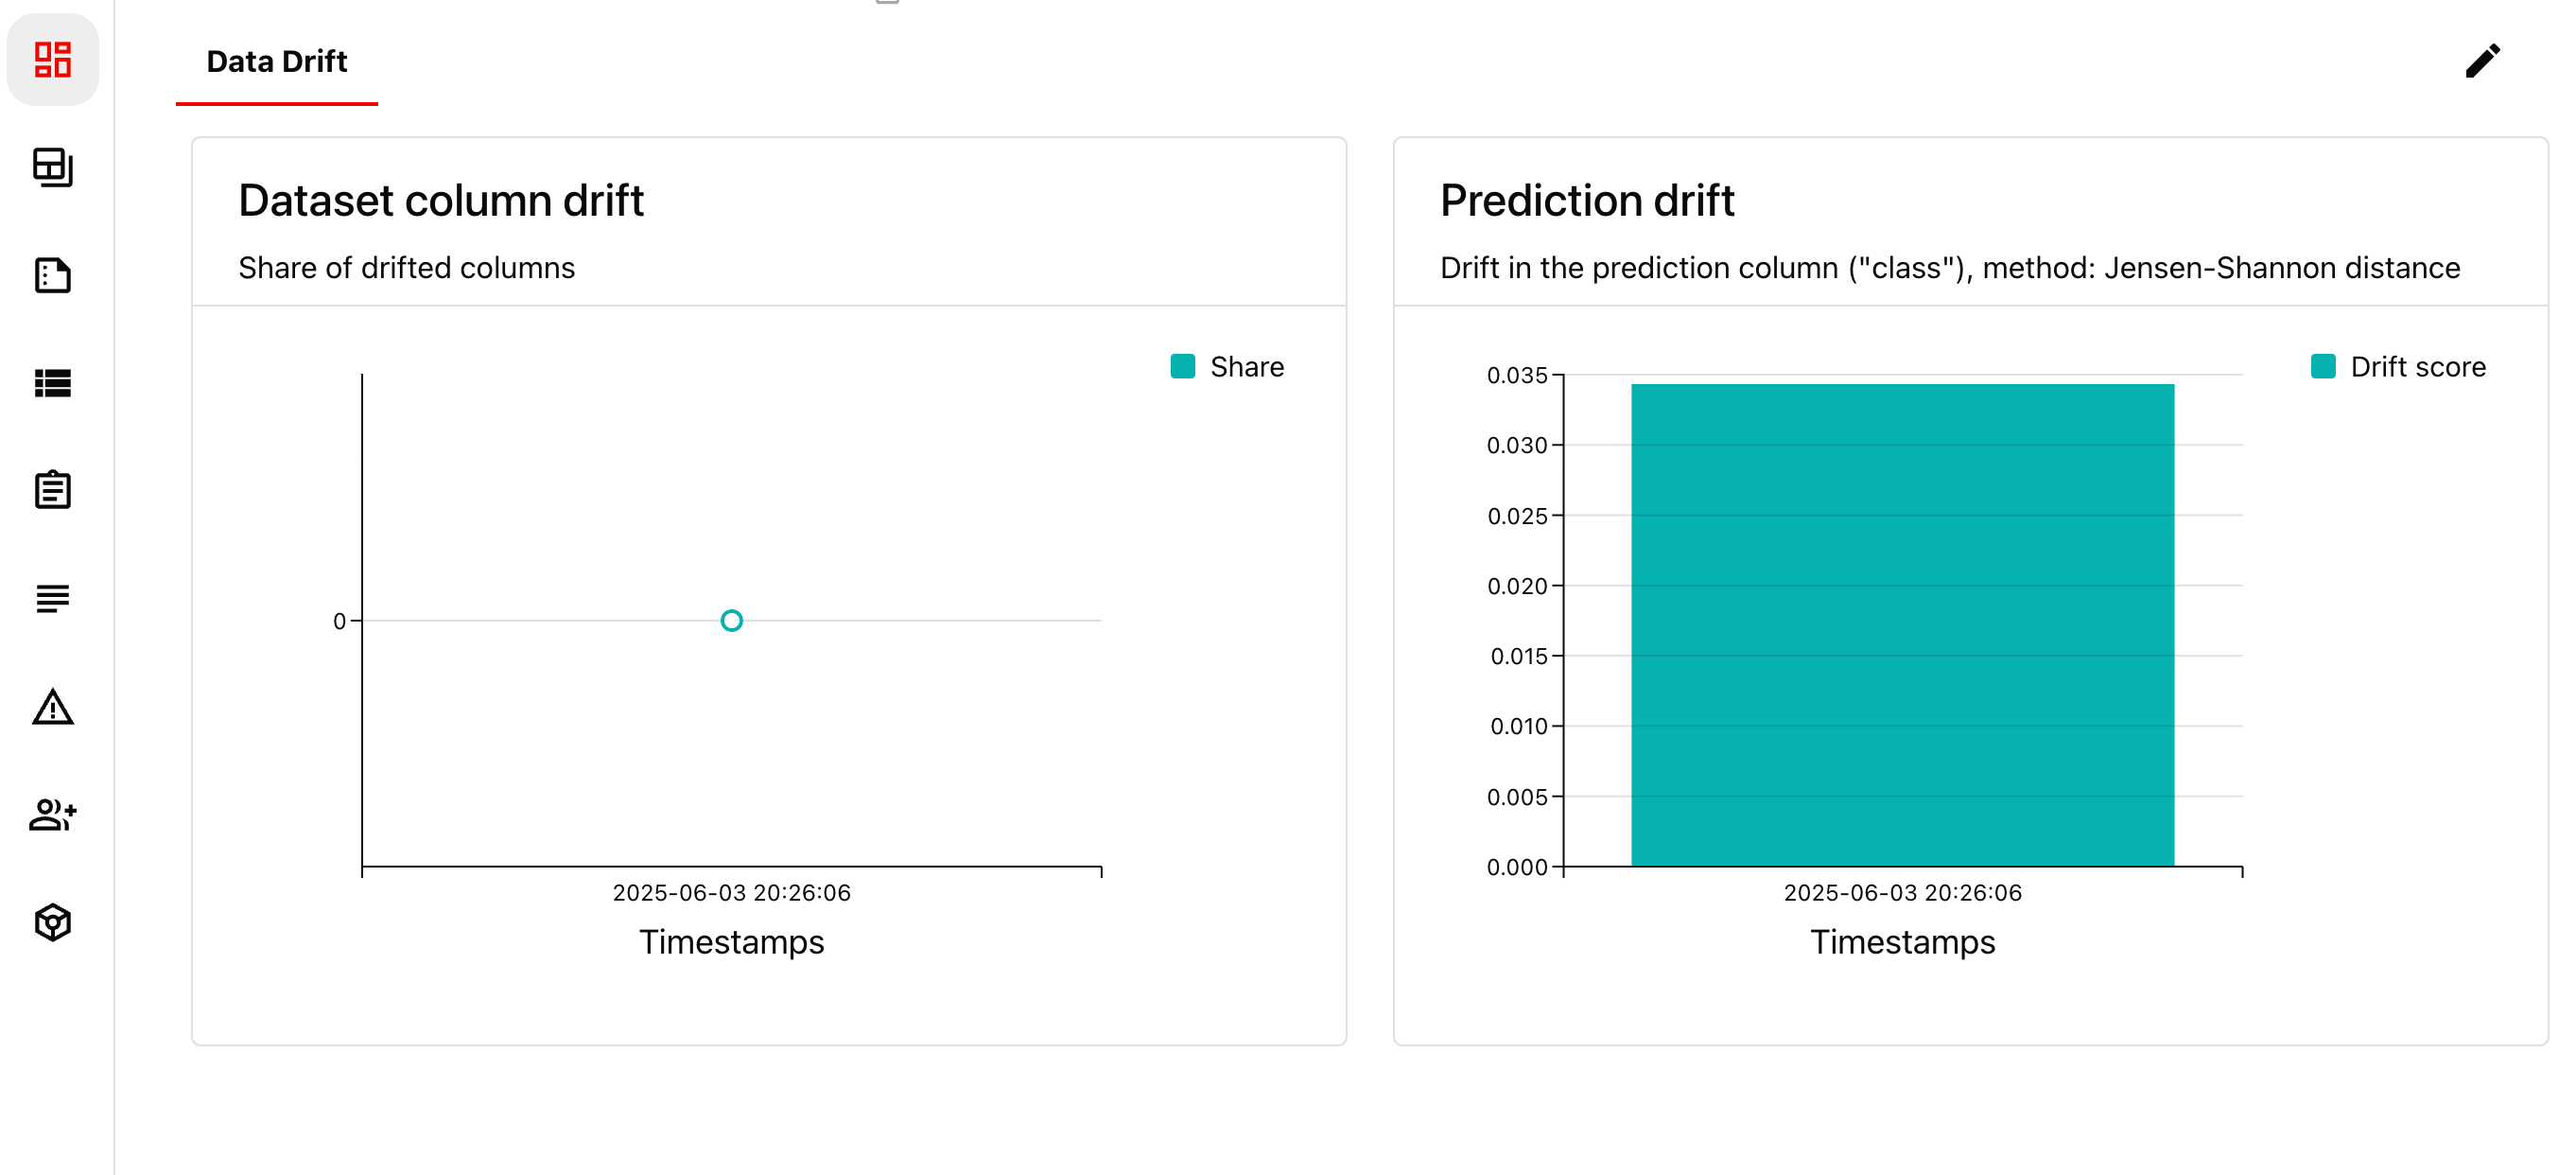 Data Drift
Dataset column drift
Share of drifted columns
Share
0
2025-06-03 20:26:06
Timestamps
Prediction drift
Drift in the prediction column ("class"), method: Jensen-Shannon distance
Drift score
0.035
0.030
0.025
0.020
0.015
0.010
0.005
0.000
2025-06-03 20:26:06
Timestamps